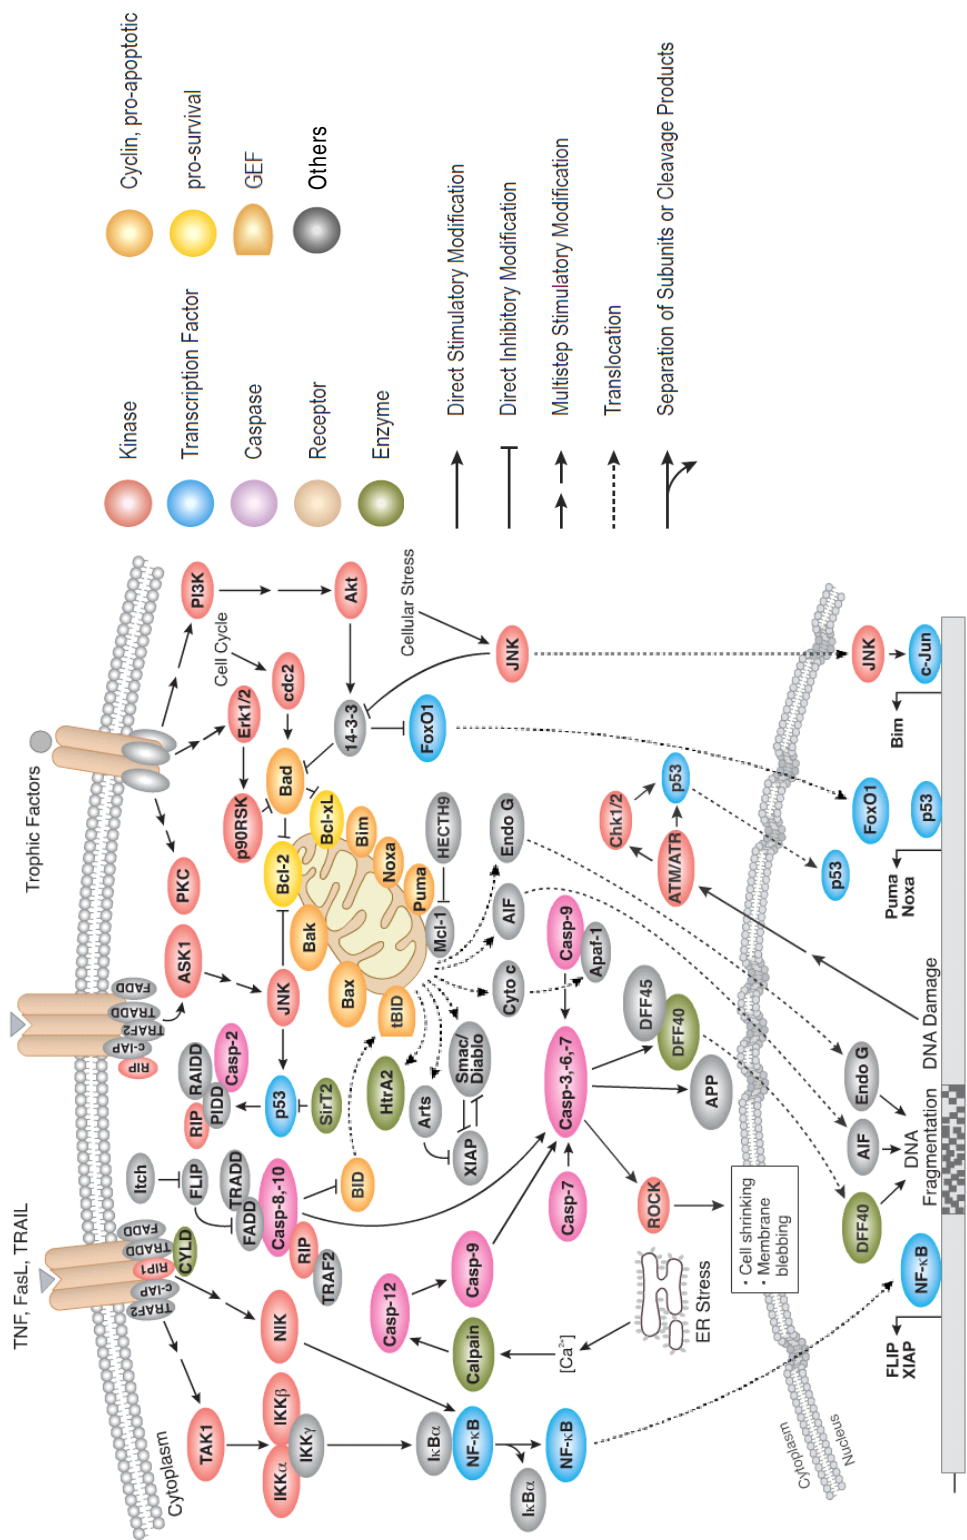 TNF, FasL, TRAIL
Trophic Factors
Cytoplasm
TRAF2
c-IAP
RIP1
TRADD
FADD
CYLD
RIP
c-IAP
TRAF2
TRADD
FADD
TAK1
NIK
Itch
FLIP
TRADD
FADD
Casp-8,-10
RIP
TRAF2
RIP
RAIDD
PIDD
Casp-2
ASK1
PKC
PI3K
Cell Cycle
Erk1/2
cdc2
p90RSK
Bad
Akt
IKKα
IKKβ
IKKγ
p53
SirT2
JNK
Bcl-2
Bcl-xL
Bak
Bax
tBID
Bim
Noxa
Puma
Mcl-1
HECTH9
14-3-3
FoxO1
Cellular Stress
JNK
BID
HtrA2
Arts
XIAP
Smac/
Diablo
Cyto c
AIF
Endo G
Casp-9
Apaf-1
IκBα
NF-κB
IκBα
NF-κB
Casp-12
Calpain
Casp-9
[Ca²⁺]
ER Stress
Casp-7
Casp-3,-6,-7
ROCK
APP
DFF45
DFF40
Chk1/2
ATM/ATR
p53
• Cell shrinking
• Membrane
blebbing
Cytoplasm
Nucleus
NF-κB
FLIP
XIAP
DFF40
AIF
Endo G
DNA
Fragmentation
DNA Damage
p53
FoxO1
p53
Puma
Noxa
JNK
c-Jun
Bim
Kinase
Transcription Factor
Caspase
Receptor
Enzyme
Cyclin, pro-apoptotic
pro-survival
GEF
Others
Direct Stimulatory Modification
Direct Inhibitory Modification
Multistep Stimulatory Modification
Translocation
Separation of Subunits or Cleavage Products